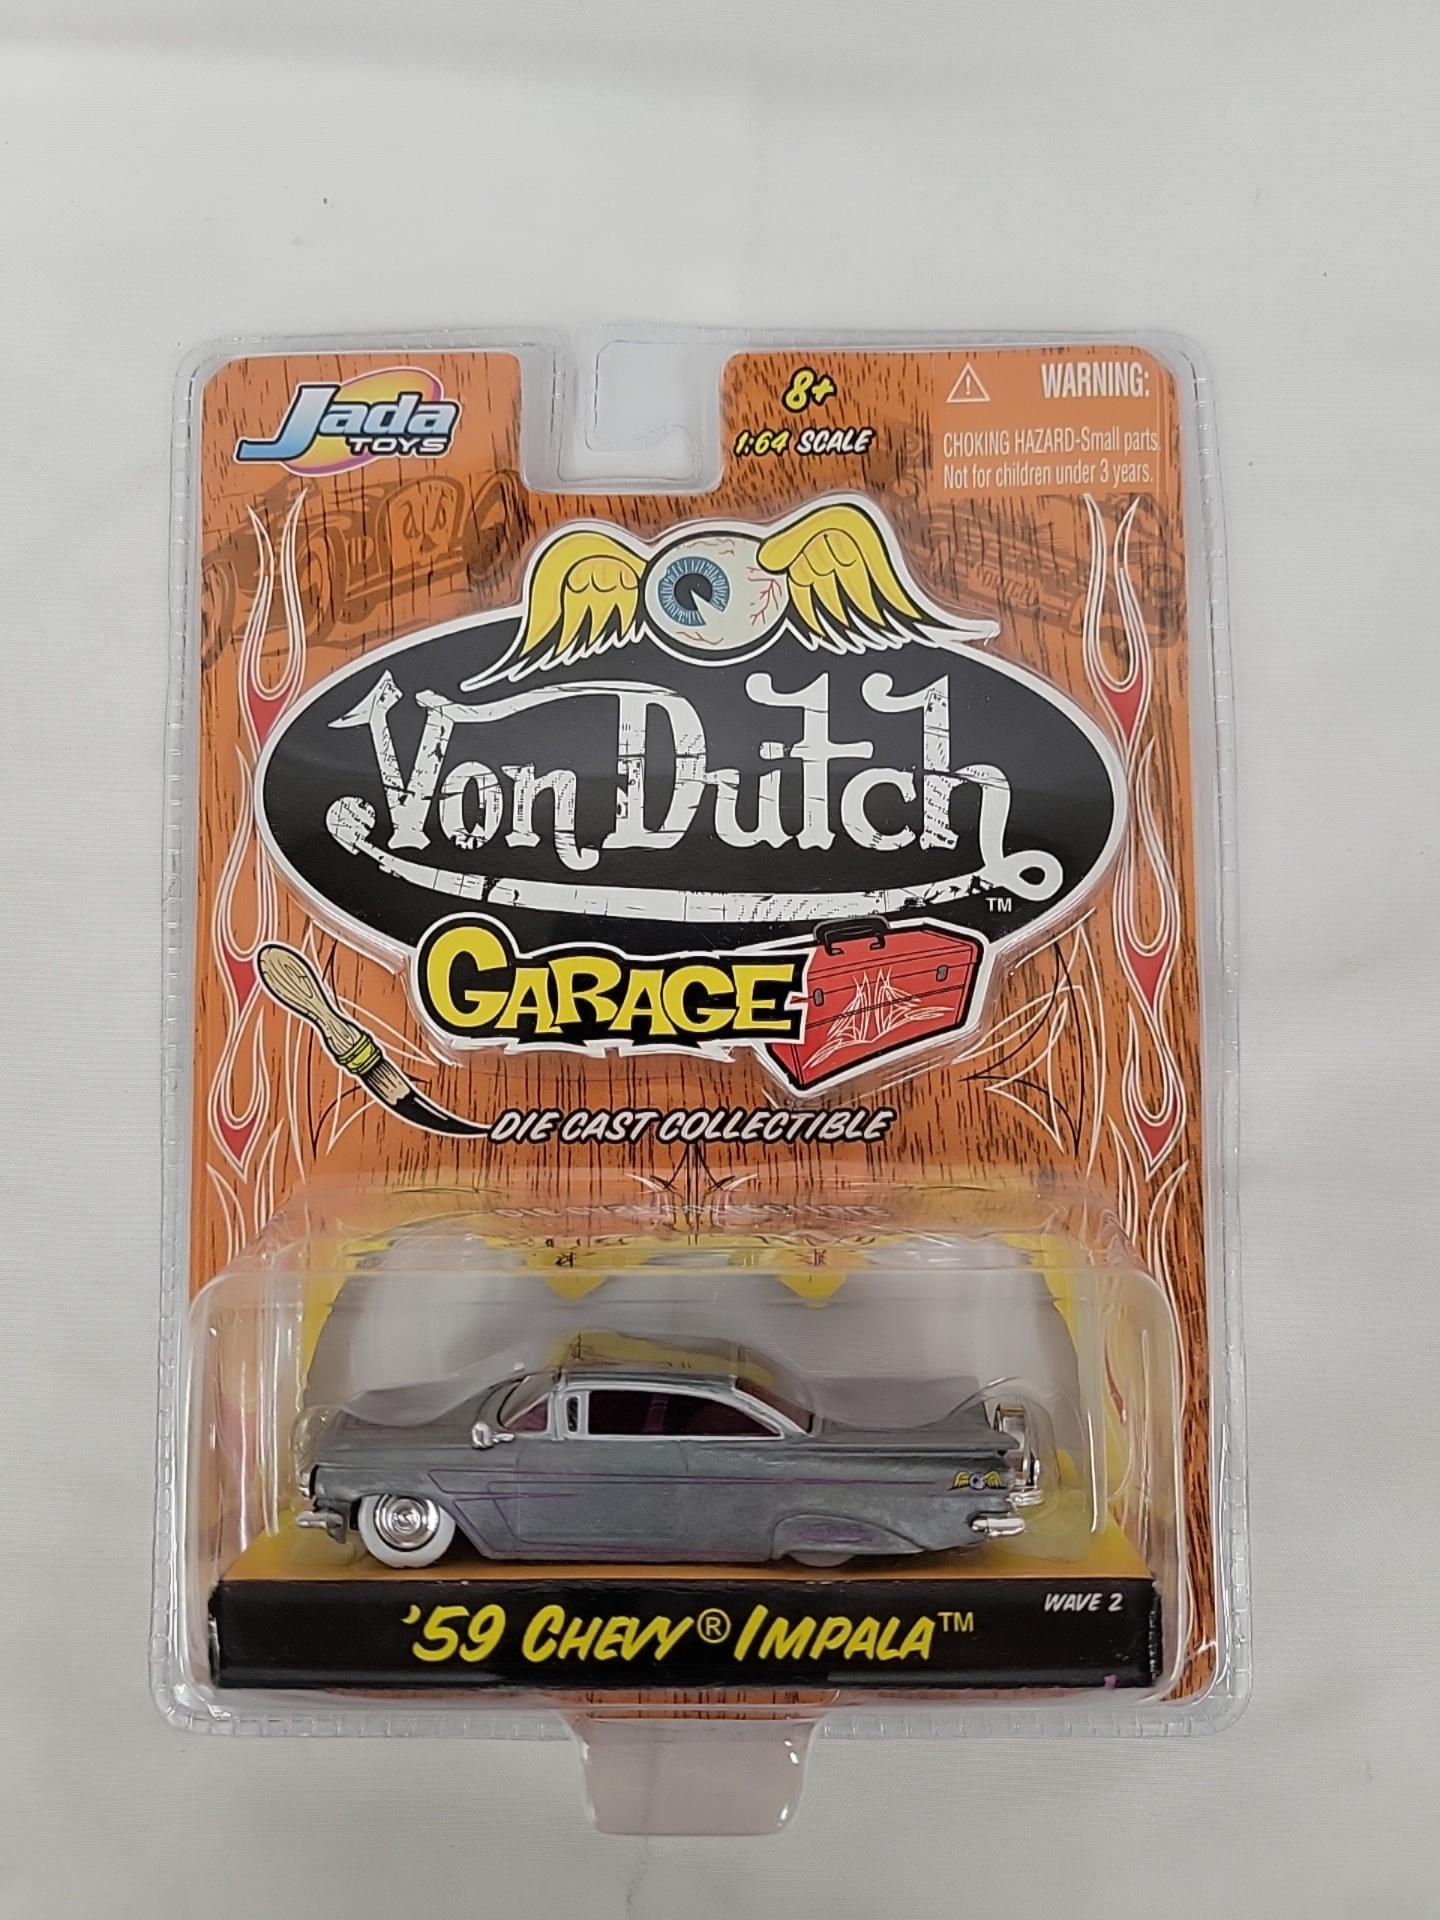 Jada
TOYS
8+
1:64 SCALE
WARNING:
CHOKING HAZARD-Small parts.
Not for children under 3 years.
Von Dutch
TM
GARAGE
DIE CAST COLLECTIBLE
WAVE 2
'59 CHEVY® IMPALA™